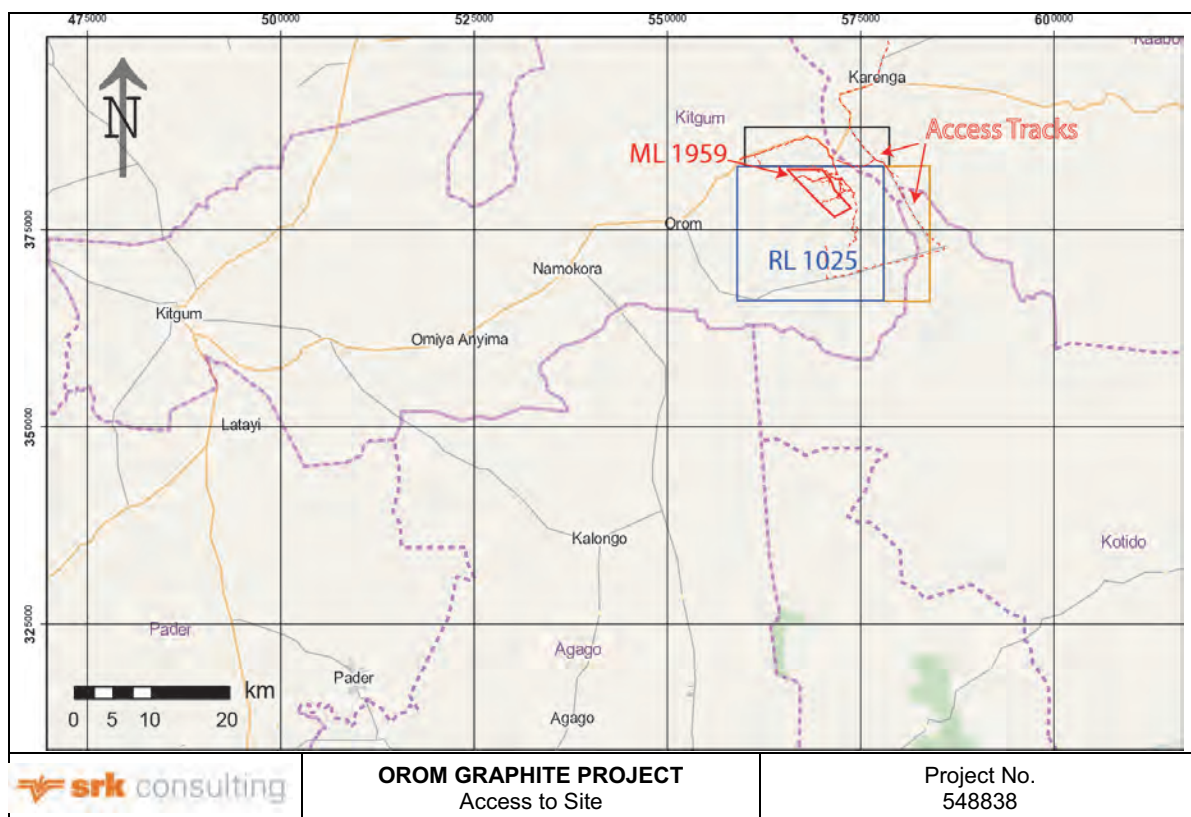 475000 500000 525000 550000 575000 600000
Kaabo
Karenga
N
Kitgum
Access Tracks
ML 1959
375000
Orom
RL 1025
Namokora
Kitgum
Omiya Anyima
350000
Latayi
Kalongo
Kotido
325000
Pader
Agago
Pader
km
0 5 10 20
Agago
srk consulting
OROM GRAPHITE PROJECT
Access to Site
Project No.
548838